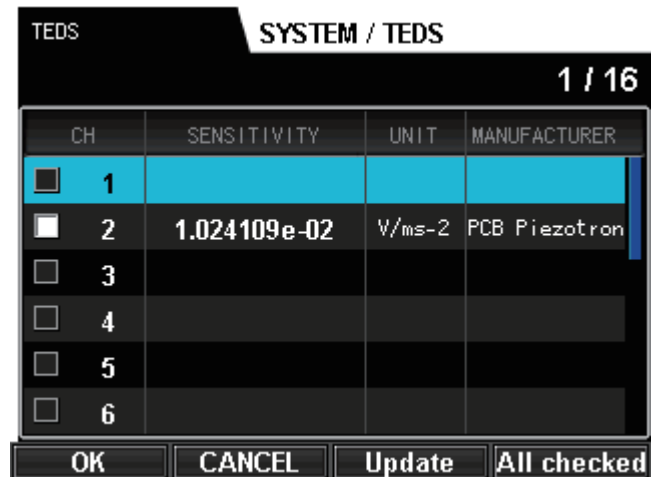 TEDS SYSTEM / TEDS
1 / 16
CH SENSITIVITY UNIT MANUFACTURER
1
2 1.024109e-02 V/ms-2 PCB Piezotron
3
4
5
6
OK CANCEL Update All checked